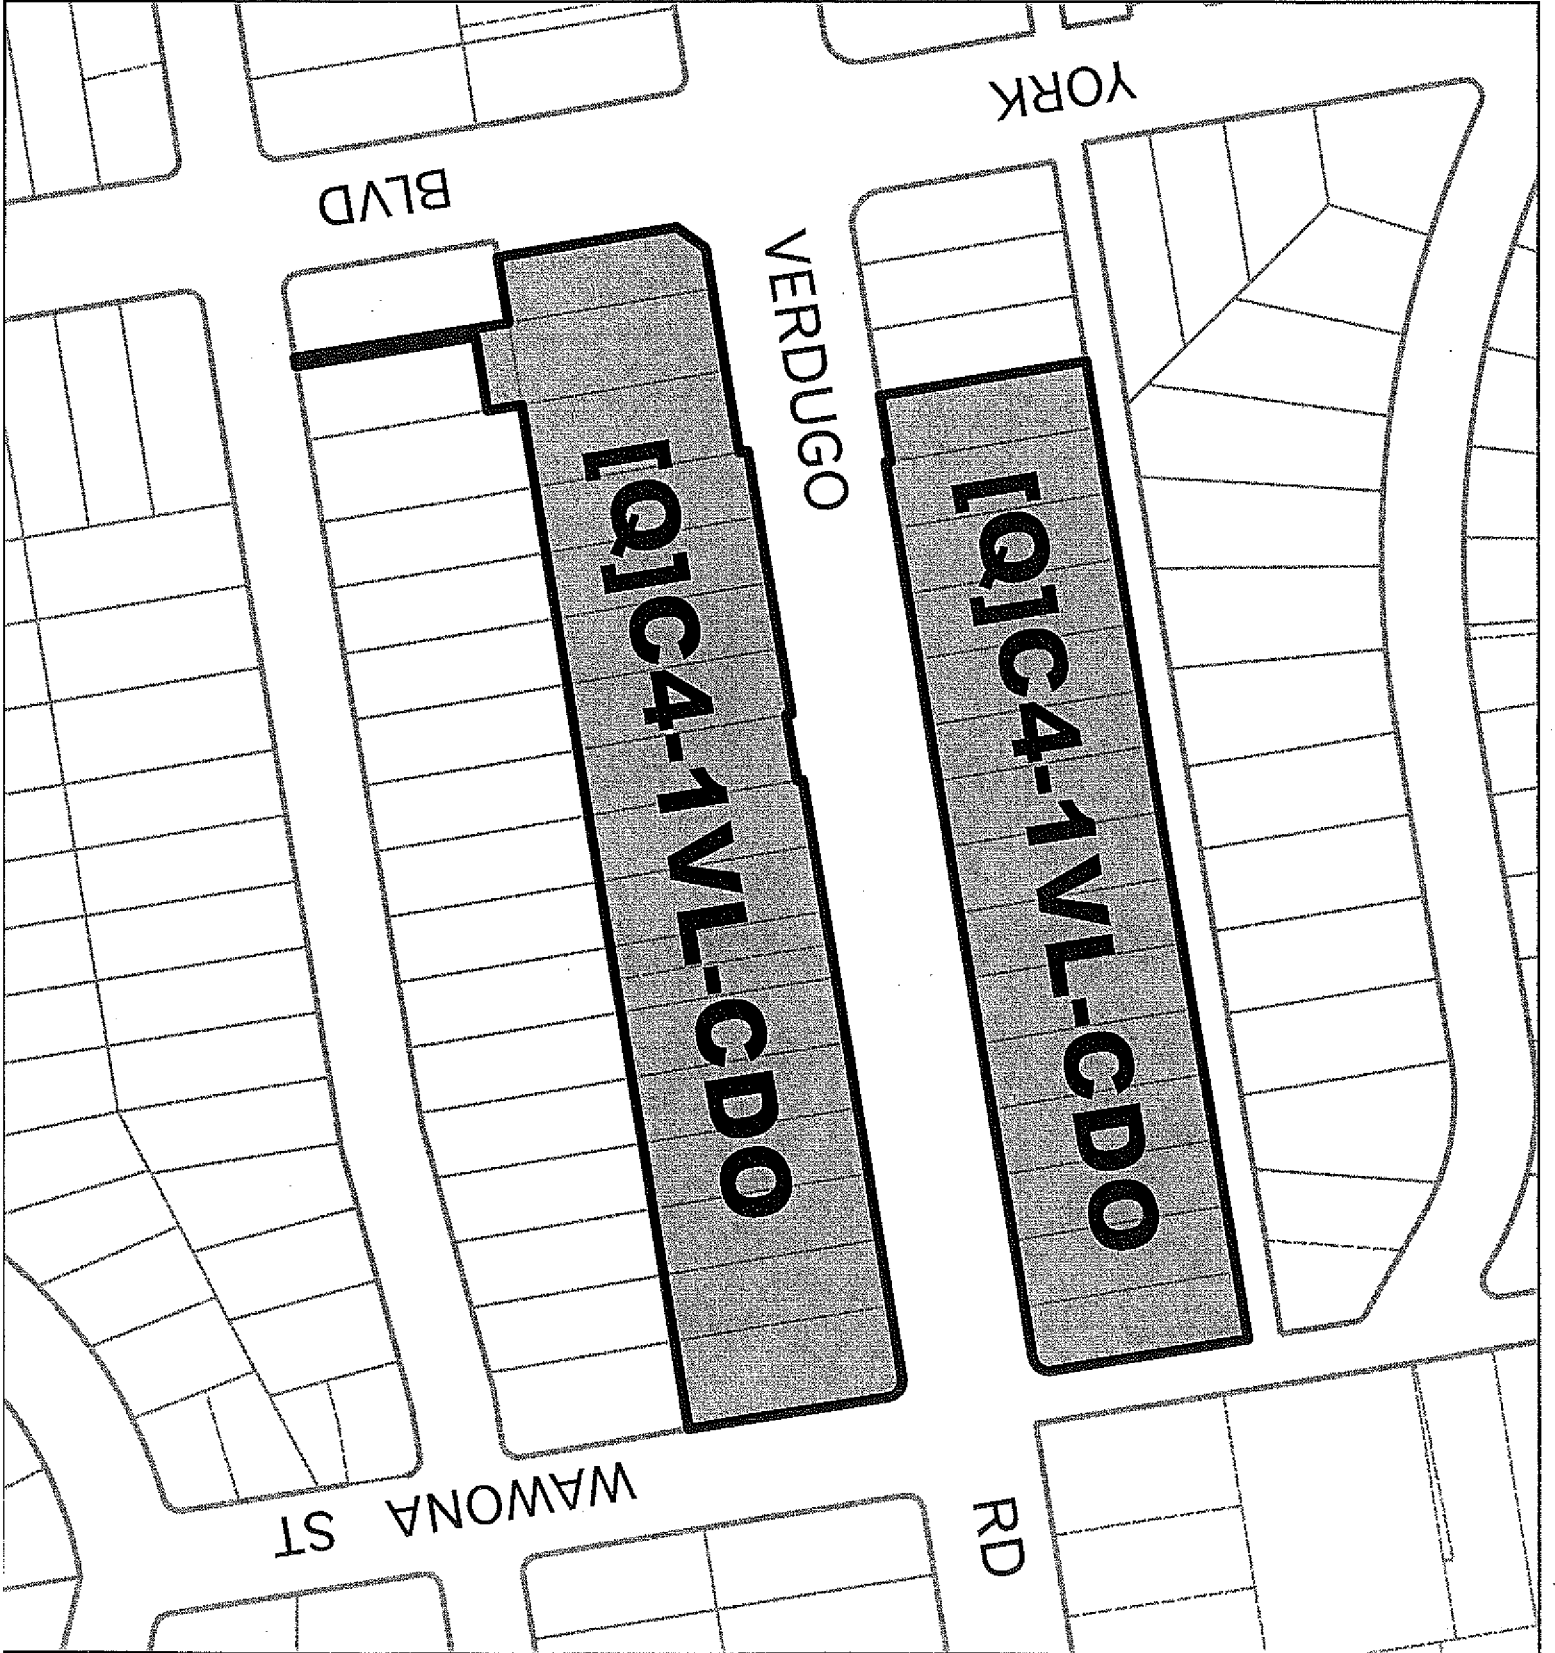 YORK
BLVD
VERDUGO
[Q]C4-1VL-CDO
[Q]C4-1VL-CDO
WAWONA ST
RD